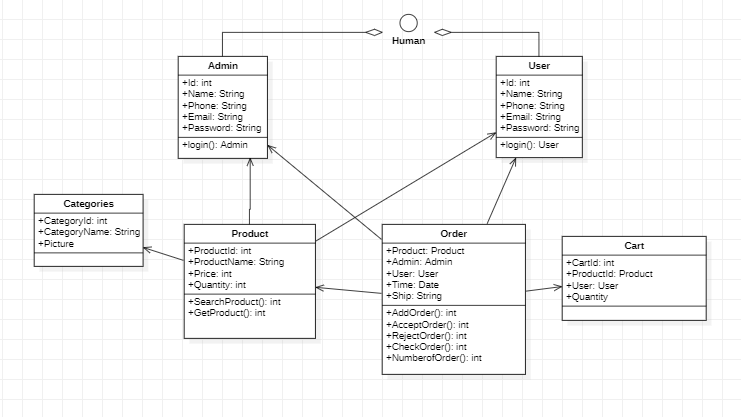 Human
Admin
+Id: int
+Name: String
+Phone: String
+Email: String
+Password: String
+login(): Admin
User
+Id: int
+Name: String
+Phone: String
+Email: String
+Password: String
+login(): User
Categories
+CategoryId: int
+CategoryName: String
+Picture
Product
+ProductId: int
+ProductName: String
+Price: int
+Quantity: int
+SearchProduct(): int
+GetProduct(): int
Order
+Product: Product
+Admin: Admin
+User: User
+Time: Date
+Ship: String
+AddOrder(): int
+AcceptOrder(): int
+RejectOrder(): int
+CheckOrder(): int
+NumberofOrder(): int
Cart
+CartId: int
+ProductId: Product
+User: User
+Quantity